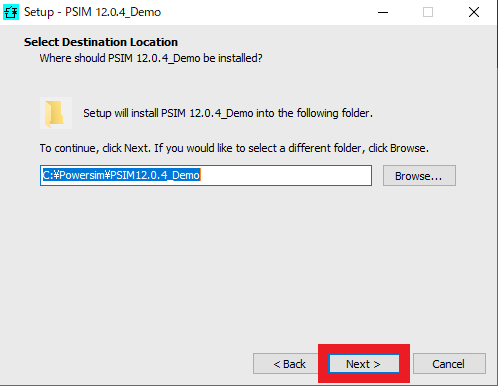 Setup - PSIM 12.0.4_Demo
Select Destination Location
Where should PSIM 12.0.4_Demo be installed?
Setup will install PSIM 12.0.4_Demo into the following folder.
To continue, click Next. If you would like to select a different folder, click Browse.
C:¥Powersim¥PSIM12.0.4_Demo
Browse...
< Back
Next >
Cancel